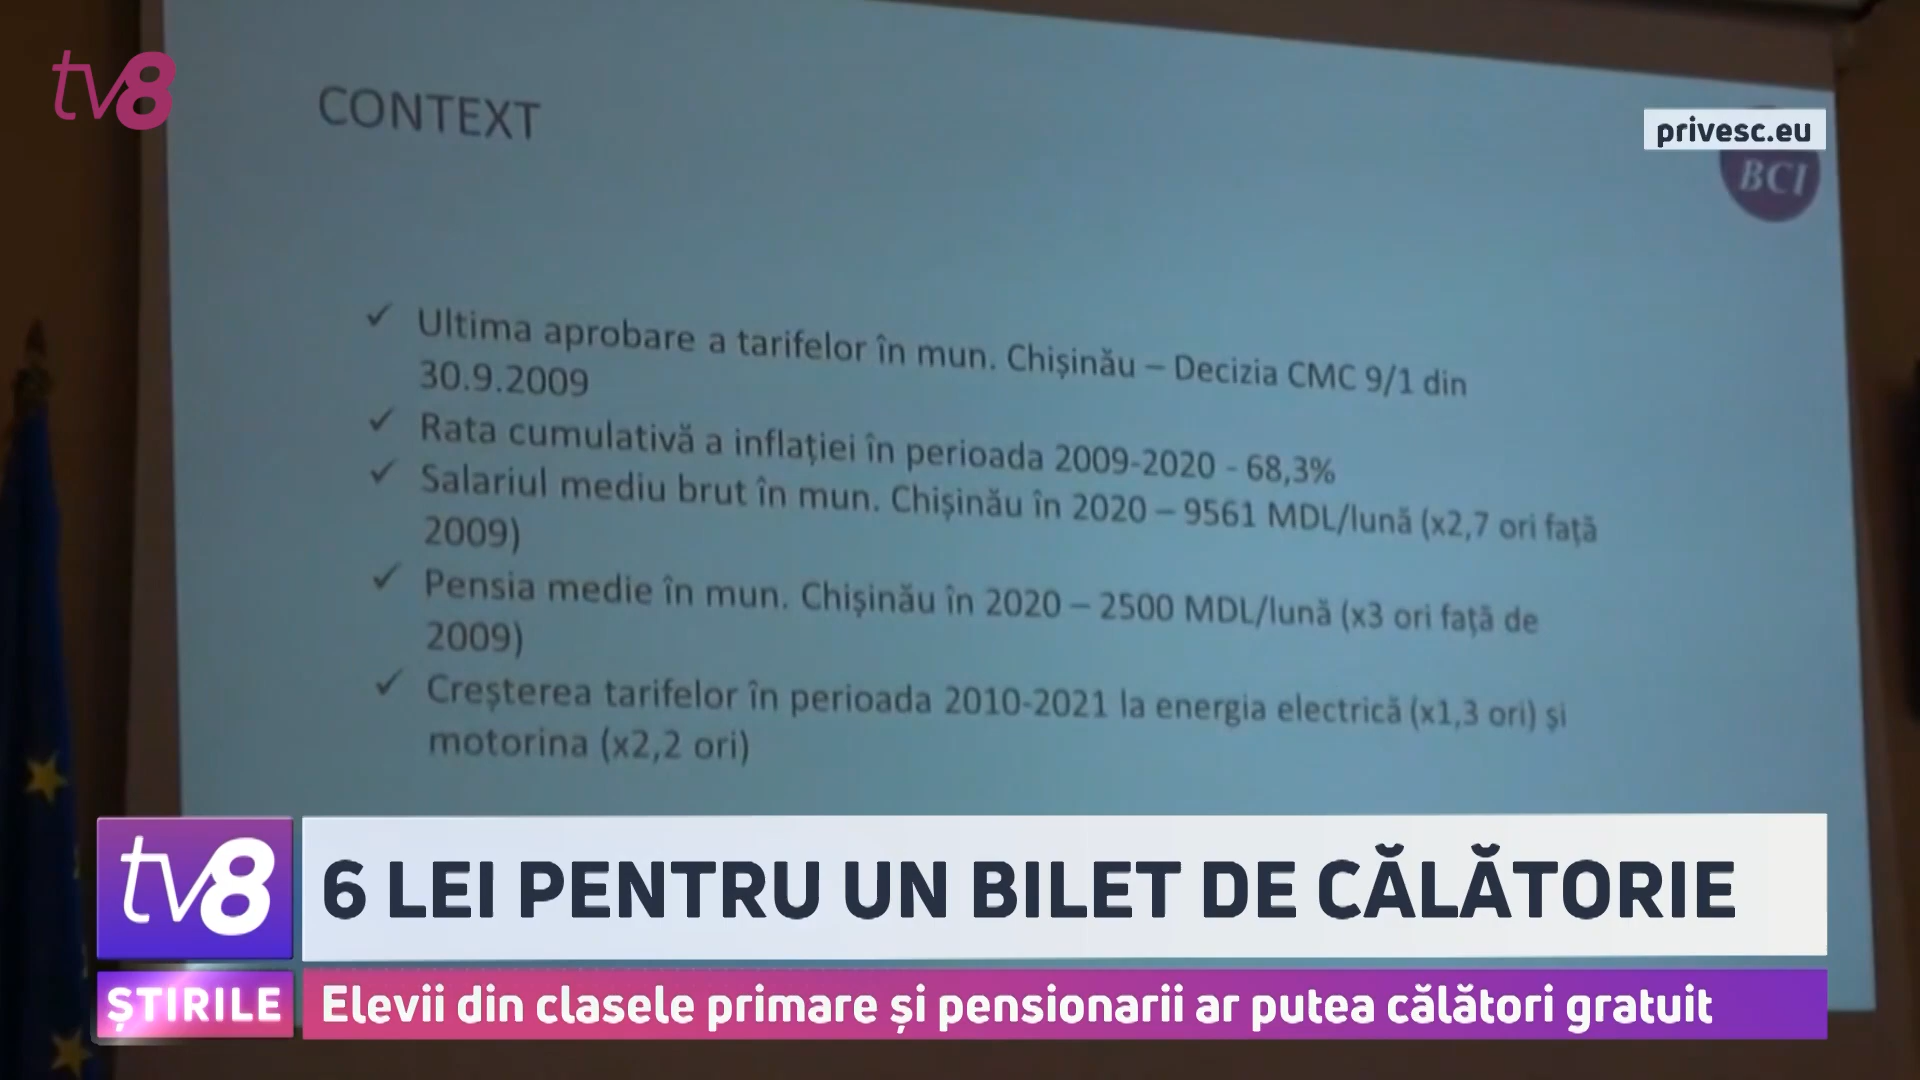 tv8
CONTEXT
privesc.eu
BCI
✓ Ultima aprobare a tarifelor în mun. Chișinău – Decizia CMC 9/1 din
30.9.2009
✓ Rata cumulativă a inflației în perioada 2009-2020 - 68,3%
✓ Salariul mediu brut în mun. Chișinău în 2020 – 9561 MDL/lună (x2,7 ori față
2009)
✓ Pensia medie în mun. Chișinău în 2020 – 2500 MDL/lună (x3 ori față de
2009)
✓ Creșterea tarifelor în perioada 2010-2021 la energia electrică (x1,3 ori) și
motorina (x2,2 ori)
tv8
6 LEI PENTRU UN BILET DE CĂLĂTORIE
ȘTIRILE
Elevii din clasele primare și pensionarii ar putea călători gratuit